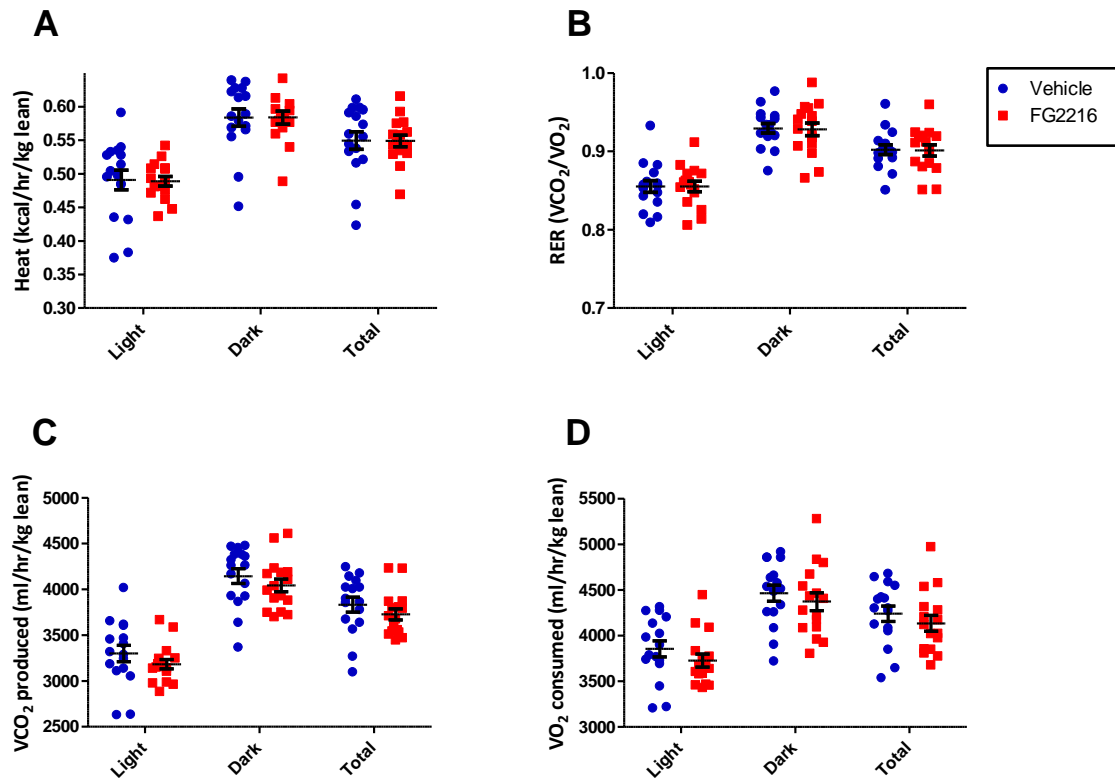 A
Heat (kcal/hr/kg lean)
0.60
0.55
0.50
0.45
0.40
0.35
0.30
Light
Dark
Total
B
RER (VCO₂/VO₂)
1.0
0.9
0.8
0.7
Light
Dark
Total
Vehicle
FG2216
C
VCO₂ produced (ml/hr/kg lean)
5000
4500
4000
3500
3000
2500
Light
Dark
Total
D
VO₂ consumed (ml/hr/kg lean)
5500
5000
4500
4000
3500
3000
Light
Dark
Total